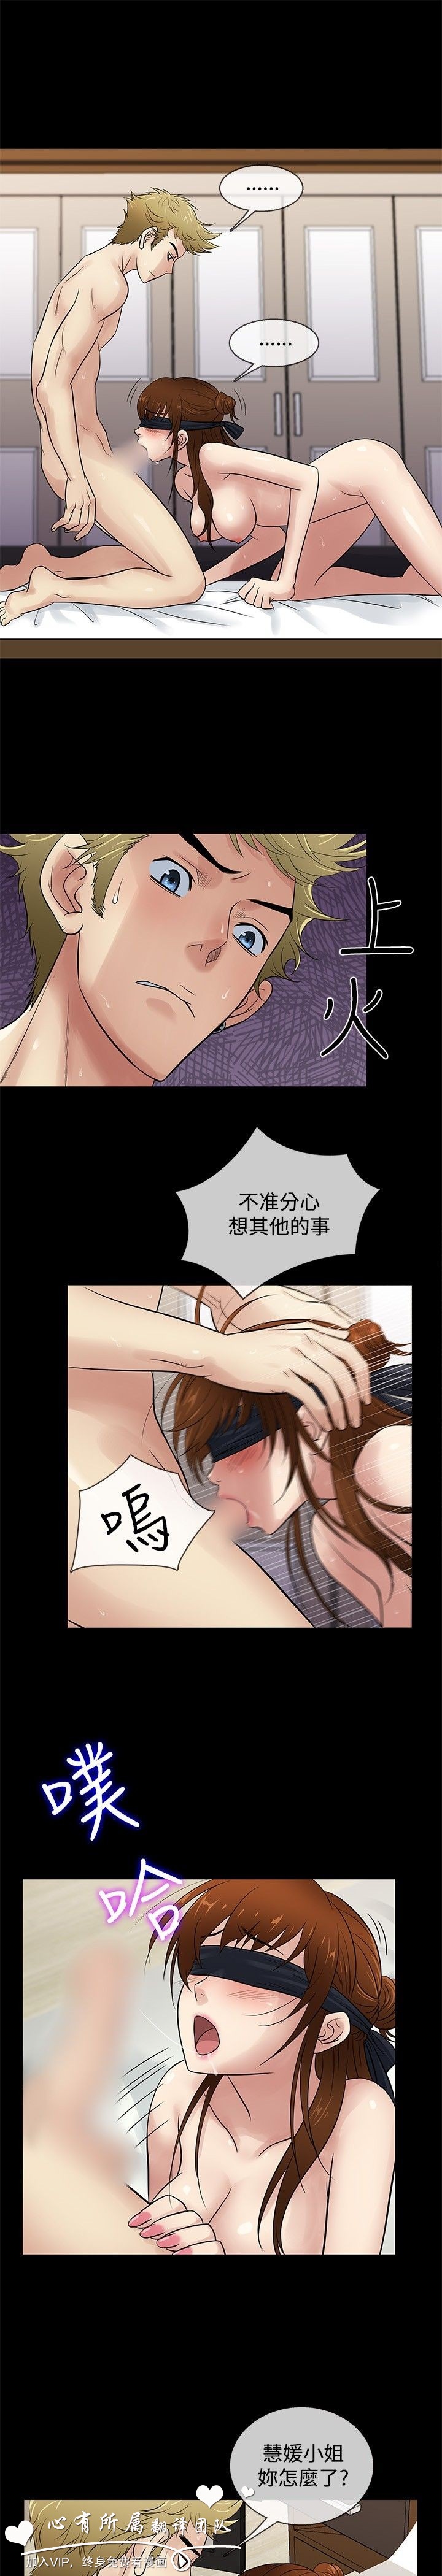 ……
……
上
火
不准分心
想其他的事
嗚
噗
哈
慧媛小姐
妳怎麼了?
心有所属翻译团队
加入VIP，终身免费看漫画